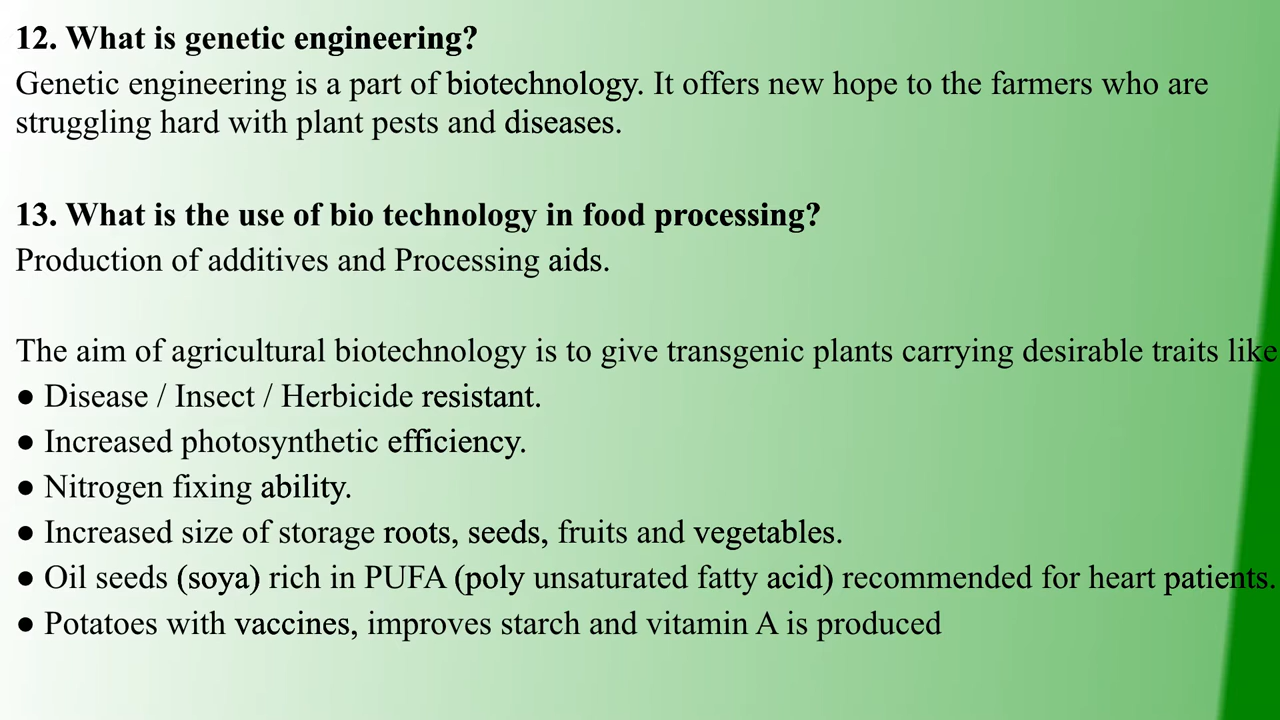 12. What is genetic engineering?
Genetic engineering is a part of biotechnology. It offers new hope to the farmers who are
struggling hard with plant pests and diseases.
13. What is the use of bio technology in food processing?
Production of additives and Processing aids.
The aim of agricultural biotechnology is to give transgenic plants carrying desirable traits like
● Disease / Insect / Herbicide resistant.
● Increased photosynthetic efficiency.
● Nitrogen fixing ability.
● Increased size of storage roots, seeds, fruits and vegetables.
● Oil seeds (soya) rich in PUFA (poly unsaturated fatty acid) recommended for heart patients.
● Potatoes with vaccines, improves starch and vitamin A is produced